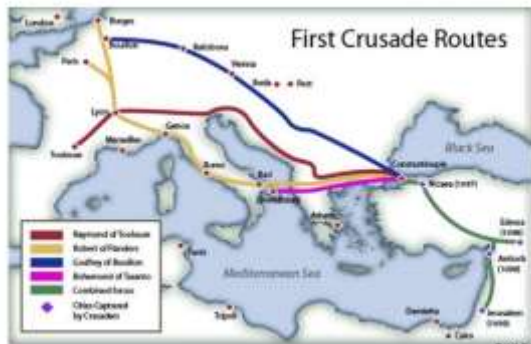 First Crusade Routes
London
Bruges
Bouillon
Paris
Ratisbona
Vienna
Buda
Pest
Lyon
Toulouse
Marseilles
Genoa
Rome
Bari
Black Sea
Constantinople
Nicaea (1097)
Athens
Edessa
(1098)
Antioch
(1098)
Mediterranean Sea
Tunis
Tripoli
Damietta
Cairo
Jerusalem
Raymond of Toulouse
Robert of Flanders
Godfrey of Bouillon
Bohemond of Taranto
Combined forces
Cities Captured
by Crusaders